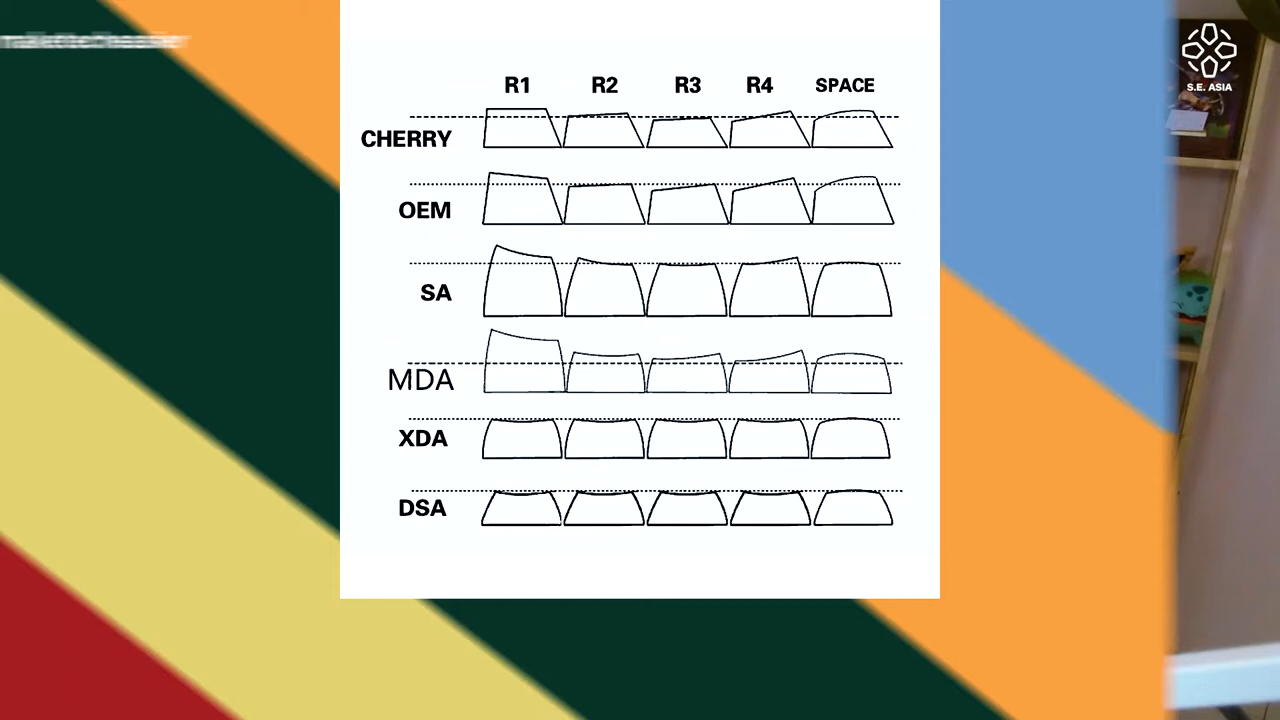 R1 R2 R3 R4 SPACE
CHERRY
OEM
SA
MDA
XDA
DSA
S.E. ASIA